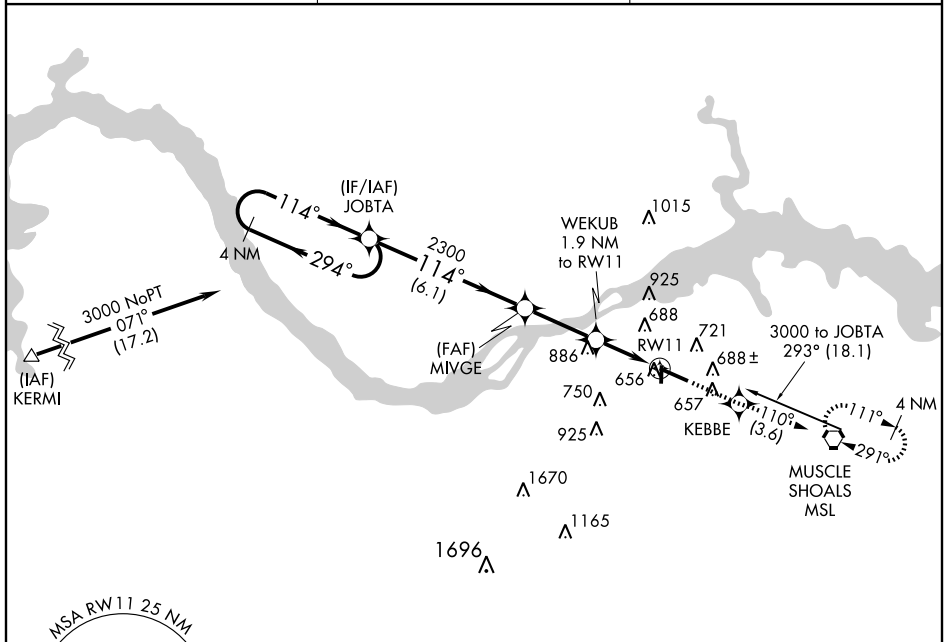 (IF/IAF)
JOBTA
114°
294°
4 NM
2300
114°
(6.1)
WEKUB
1.9 NM
to RW11
1015
925
688
721
RW11
688±
3000 to JOBTA
293° (18.1)
3000 NoPT
071°
(17.2)
(IAF)
KERMI
(FAF)
MIVGE
886
656
750
657
925
KEBBE
110°
(3.6)
111°
4 NM
291°
MUSCLE
SHOALS
MSL
1670
1165
1696
MSA RW11 25 NM